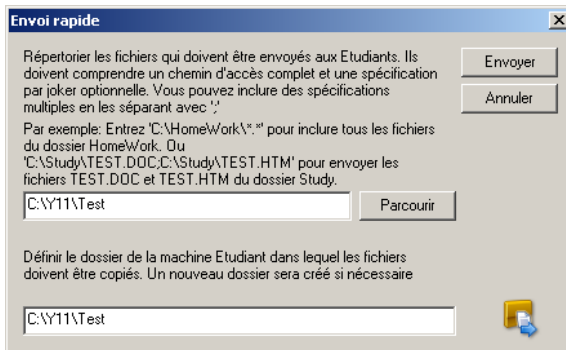 Envoi rapide
Répertorier les fichiers qui doivent être envoyés aux Etudiants. Ils
doivent comprendre un chemin d'accès complet et une spécification
par joker optionnelle. Vous pouvez inclure des spécifications
multiples en les séparant avec ';'
Envoyer
Annuler
Par exemple: Entrez 'C:\HomeWork\*.*' pour inclure tous les fichiers
du dossier HomeWork. Ou
'C:\Study\TEST.DOC;C:\Study\TEST.HTM' pour envoyer les
fichiers TEST.DOC et TEST.HTM du dossier Study.
C:\Y11\Test
Parcourir
Définir le dossier de la machine Etudiant dans lequel les fichiers
doivent être copiés. Un nouveau dossier sera créé si nécessaire
C:\Y11\Test